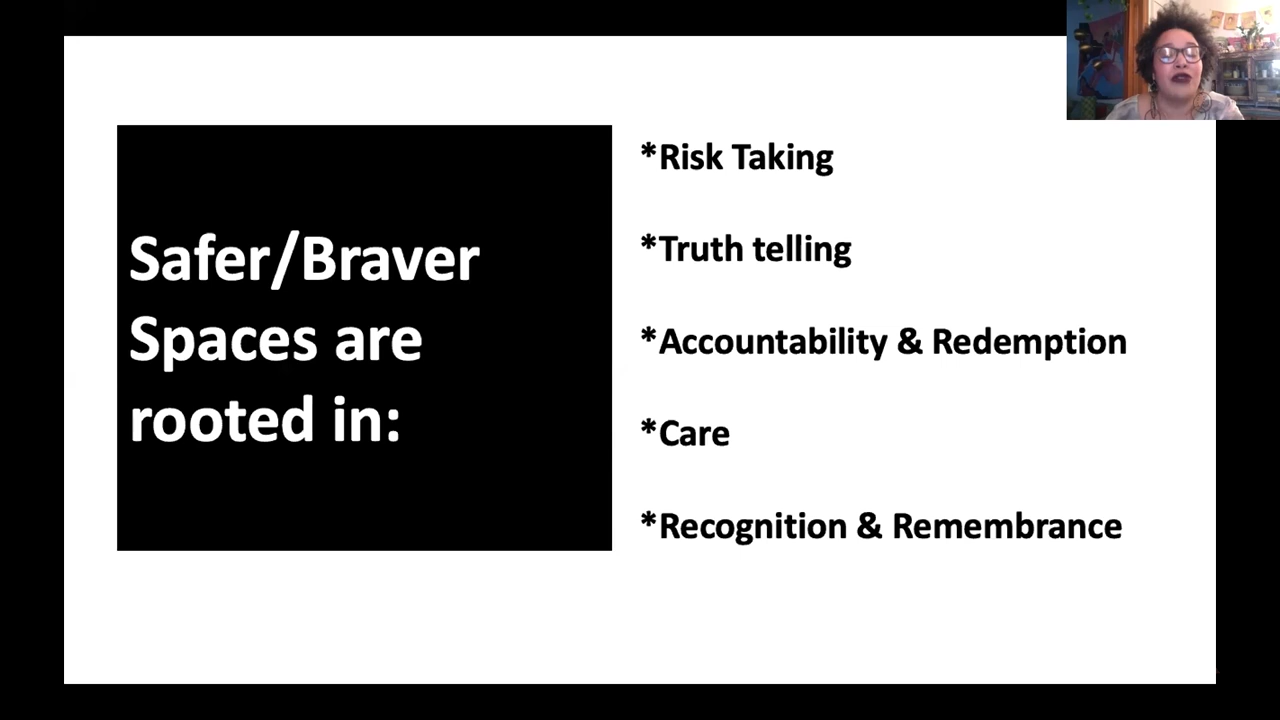 Safer/Braver
Spaces are
rooted in:
*Risk Taking
*Truth telling
*Accountability & Redemption
*Care
*Recognition & Remembrance